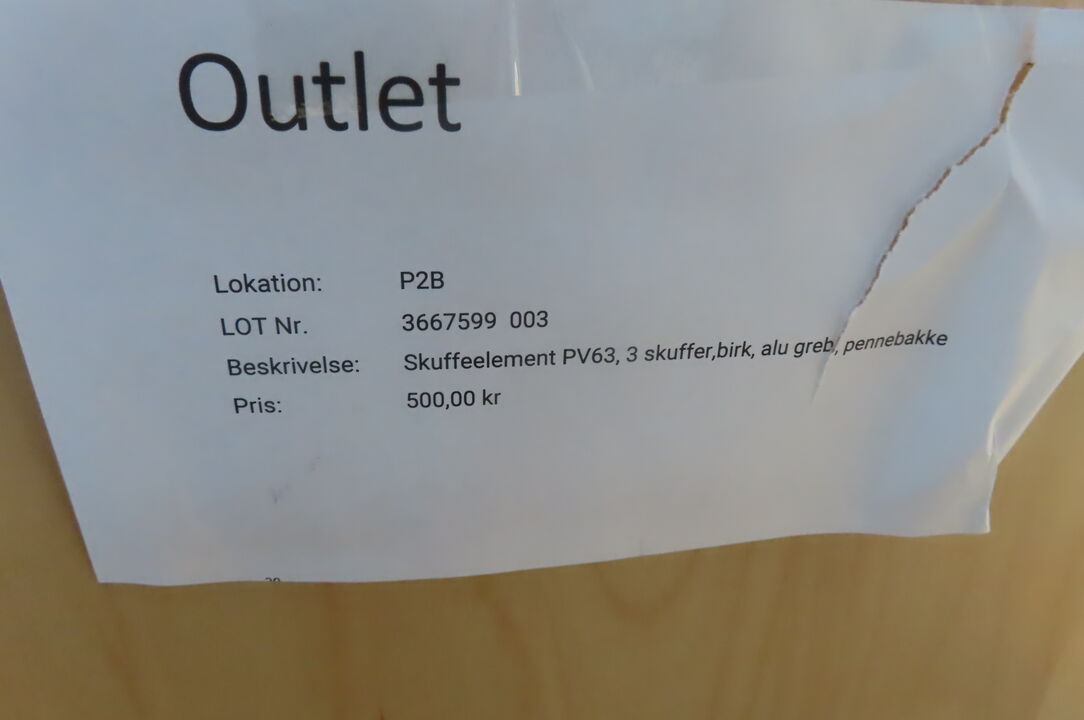 Outlet
Lokation: P2B
LOT Nr. 3667599 003
Beskrivelse: Skuffeelement PV63, 3 skuffer,birk, alu greb, pennebakke
Pris: 500,00 kr